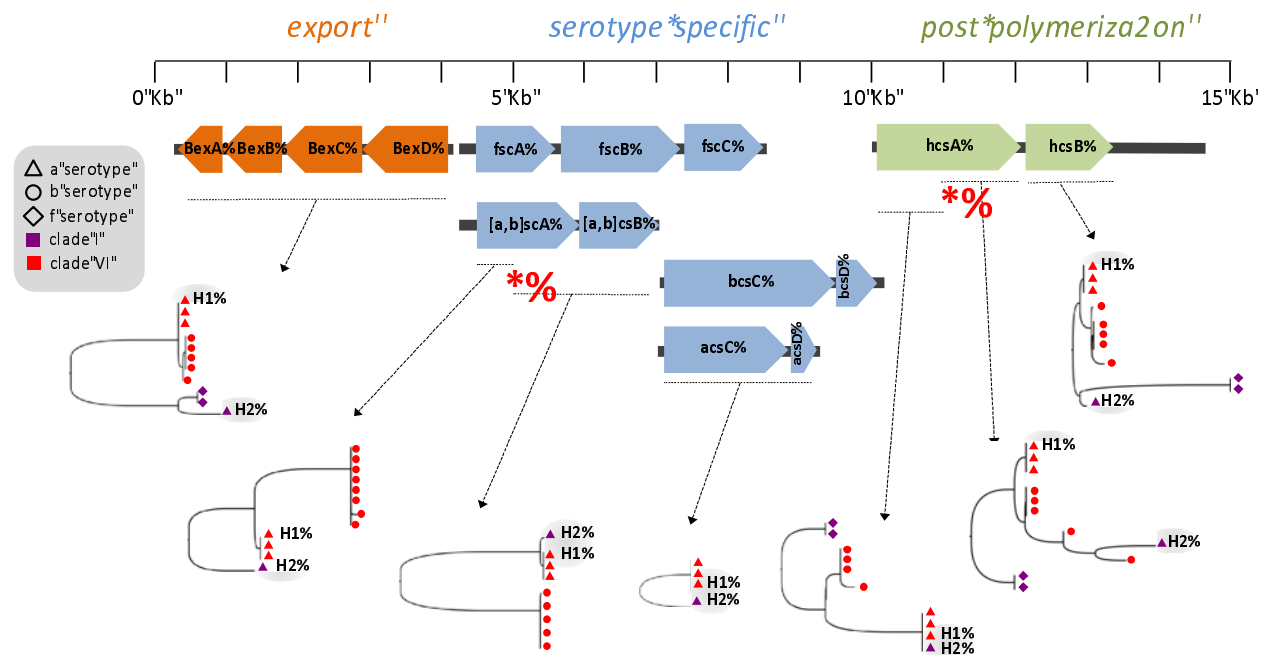 export'' serotype*specific'' post*polymeriza2on''
0"Kb" 5"Kb" 10"Kb" 15"Kb'
BexA% BexB% BexC% BexD% fscA% fscB% fscC% hcsA% hcsB%
a"serotype"
b"serotype"
f"serotype"
clade"I"
clade"VI"
*%
[a,b]scA% [a,b]csB%
*%
bcsC% bcsD%
acsC% acsD%
H1%
H2%
H1%
H2%
H2%
H1%
H1%
H2%
H1%
H2%
H1%
H2%
H1%
H2%